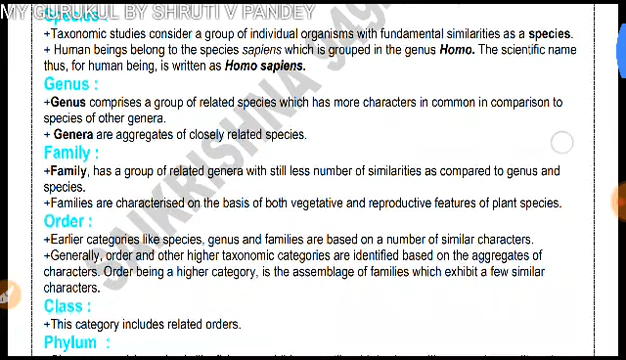 MY GURUKUL BY SHRUTI V PANDEY
Species :
+Taxonomic studies consider a group of individual organisms with fundamental similarities as a species.
+ Human beings belong to the species sapiens which is grouped in the genus Homo. The scientific name
thus, for human being, is written as Homo sapiens.
Genus :
+Genus comprises a group of related species which has more characters in common in comparison to
species of other genera.
+ Genera are aggregates of closely related species.
Family :
+Family, has a group of related genera with still less number of similarities as compared to genus and
species.
+Families are characterised on the basis of both vegetative and reproductive features of plant species.
Order :
+Earlier categories like species, genus and families are based on a number of similar characters.
+Generally, order and other higher taxonomic categories are identified based on the aggregates of
characters. Order being a higher category, is the assemblage of families which exhibit a few similar
characters.
Class :
+This category includes related orders.
Phylum :
SAIKRISHNA 949